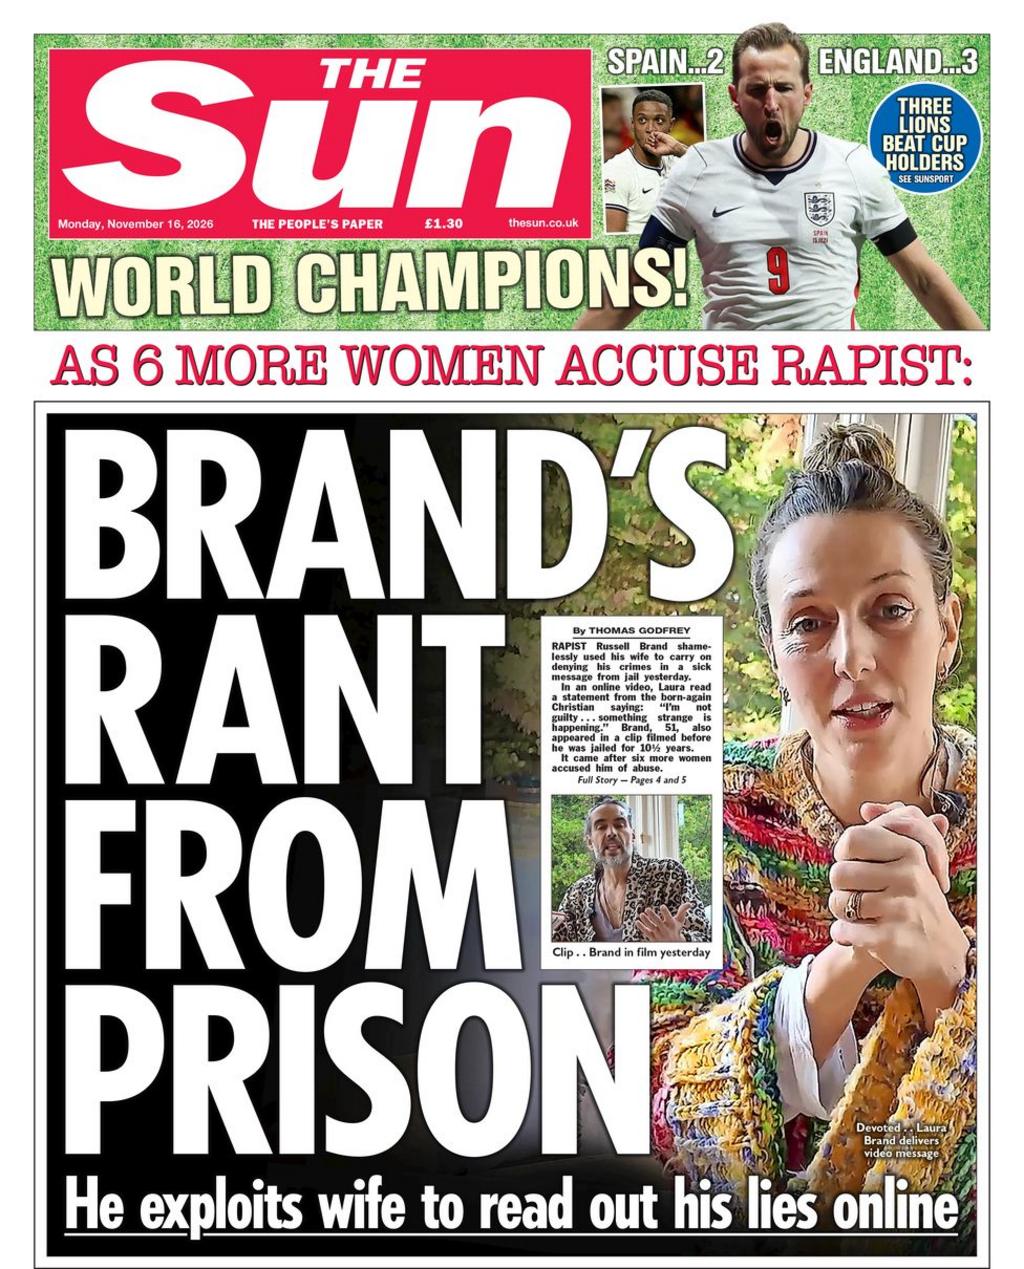 SPAIN...2
ENGLAND...3
THE
Sun
THREE
LIONS
BEAT CUP
HOLDERS
SEE SUNSPORT
Monday, November 16, 2026
THE PEOPLE'S PAPER
£1.30
thesun.co.uk
9
WORLD CHAMPIONS!
AS 6 MORE WOMEN ACCUSE RAPIST:
BRAND'S
RANT
FROM
PRISON
By THOMAS GODFREY
RAPIST Russell Brand shame-
lessly used his wife to carry on
denying his crimes in a sick
message from jail yesterday.
In an online video, Laura read
a statement from the born-again
Christian saying: “I’m not
guilty . . . something strange is
happening.” Brand, 51, also
appeared in a clip filmed before
he was jailed for 10½ years.
It came after six more women
accused him of abuse.
Full Story — Pages 4 and 5
Clip . . Brand in film yesterday
Devoted . . Laura
Brand delivers
video message
He exploits wife to read out his lies online